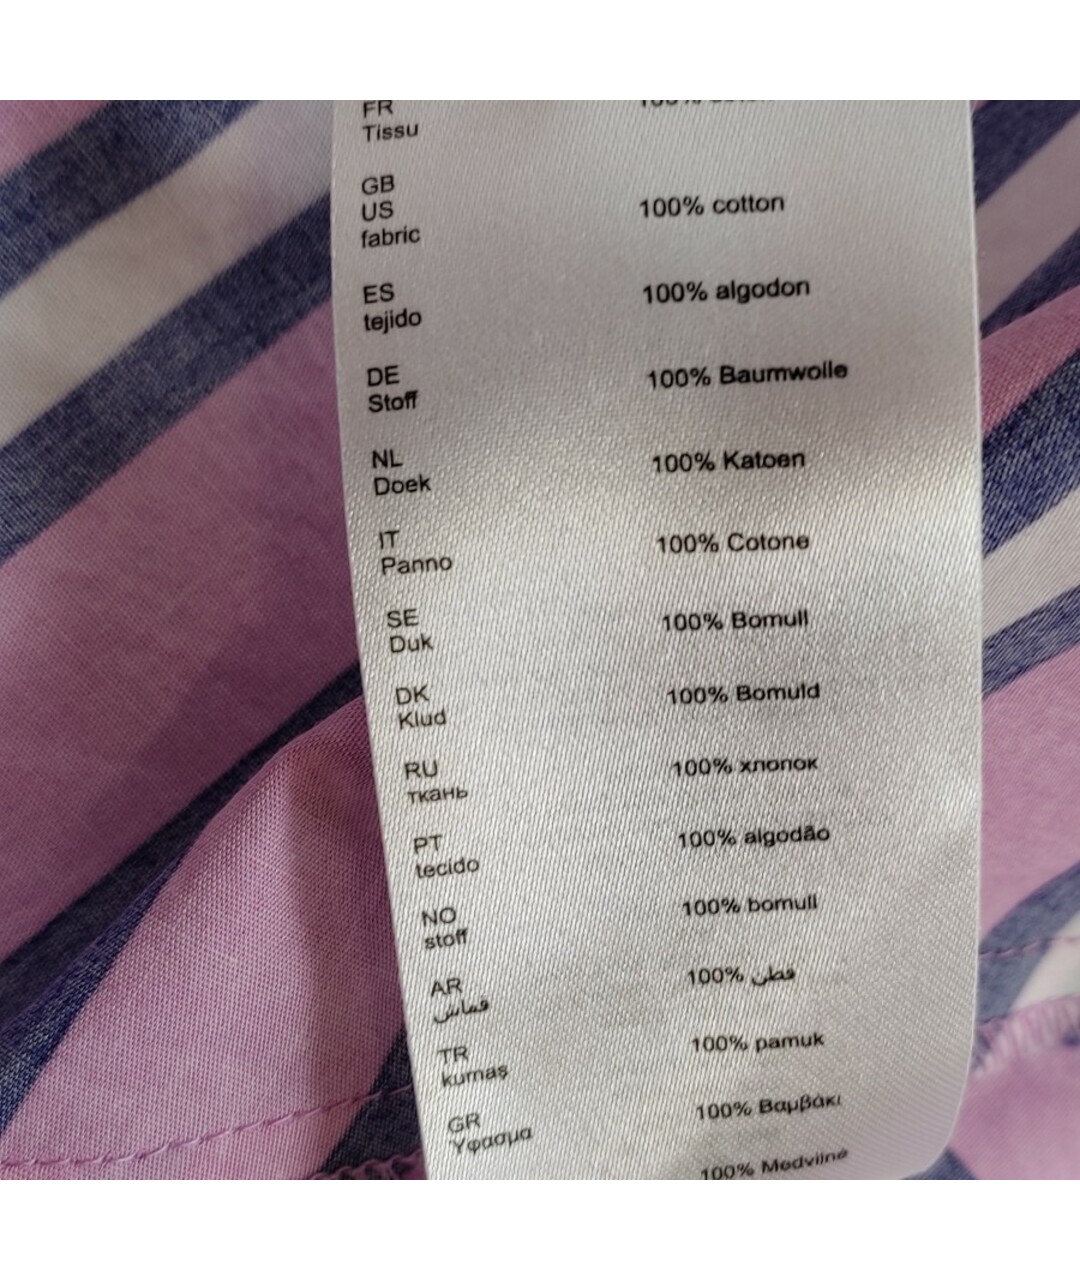 FR
Tissu
GB
US
fabric
100% cotton
ES
tejido
100% algodon
DE
Stoff
100% Baumwolle
NL
Doek
100% Katoen
IT
Panno
100% Cotone
SE
Duk
100% Bomull
DK
Klud
100% Bomuld
RU
ткань
100% хлопок
PT
tecido
100% algodão
NO
stoff
100% bomull
AR
قماش
100% قطن
TR
kumaş
100% pamuk
GR
Υφασμα
100% Βαμβάκι
100% Medvilnė